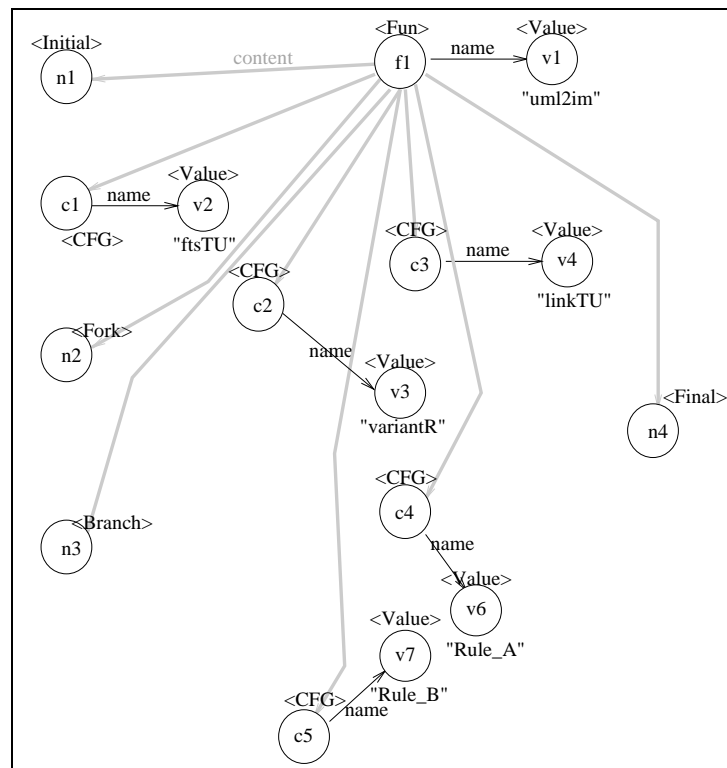 <Initial>
n1
content
<Fun>
f1
name
<Value>
v1
"uml2im"
c1
<CFG>
name
<Value>
v2
"ftsTU"
<CFG>
c3
name
<Value>
v4
"linkTU"
<CFG>
c2
name
<Value>
v3
"variantR"
<Fork>
n2
<Final>
n4
<Branch>
n3
<CFG>
c4
name
<Value>
v6
"Rule_A"
<Value>
v7
"Rule_B"
<CFG>
c5
name